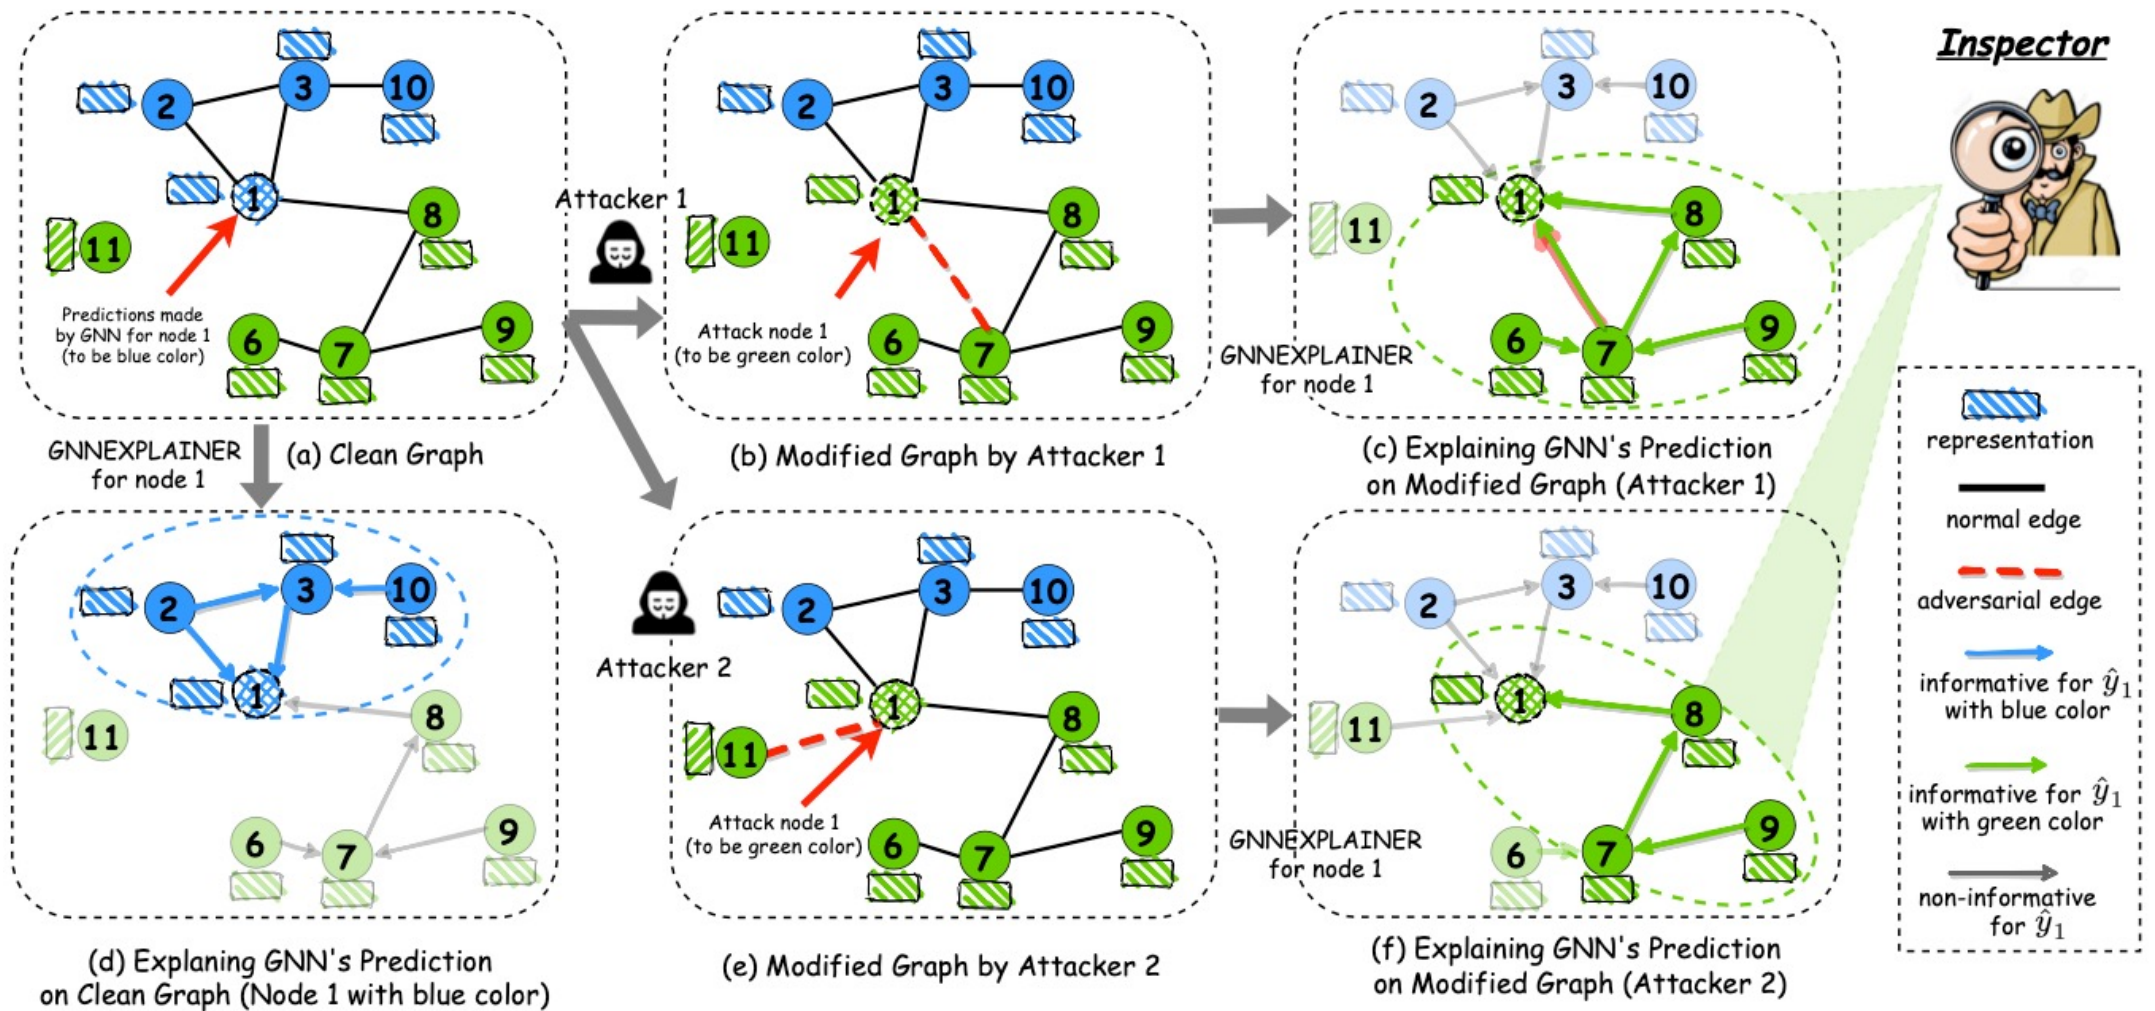 2
3
10
1
8
11
6
7
9
Predictions made
by GNN for node 1
(to be blue color)
(a) Clean Graph
Attacker 1
2
3
10
1
8
11
6
7
9
Attack node 1
(to be green color)
(b) Modified Graph by Attacker 1
GNNEXPLAINER
for node 1
2
3
10
1
8
11
6
7
9
(c) Explaining GNN's Prediction
on Modified Graph (Attacker 1)
Inspector
GNNEXPLAINER
for node 1
2
3
10
1
8
11
6
7
9
(d) Explaning GNN's Prediction
on Clean Graph (Node 1 with blue color)
Attacker 2
2
3
10
1
8
11
6
7
9
Attack node 1
(to be green color)
(e) Modified Graph by Attacker 2
GNNEXPLAINER
for node 1
2
3
10
1
8
11
6
7
9
(f) Explaining GNN's Prediction
on Modified Graph (Attacker 2)
representation
normal edge
adversarial edge
informative for ŷ₁
with blue color
informative for ŷ₁
with green color
non-informative
for ŷ₁